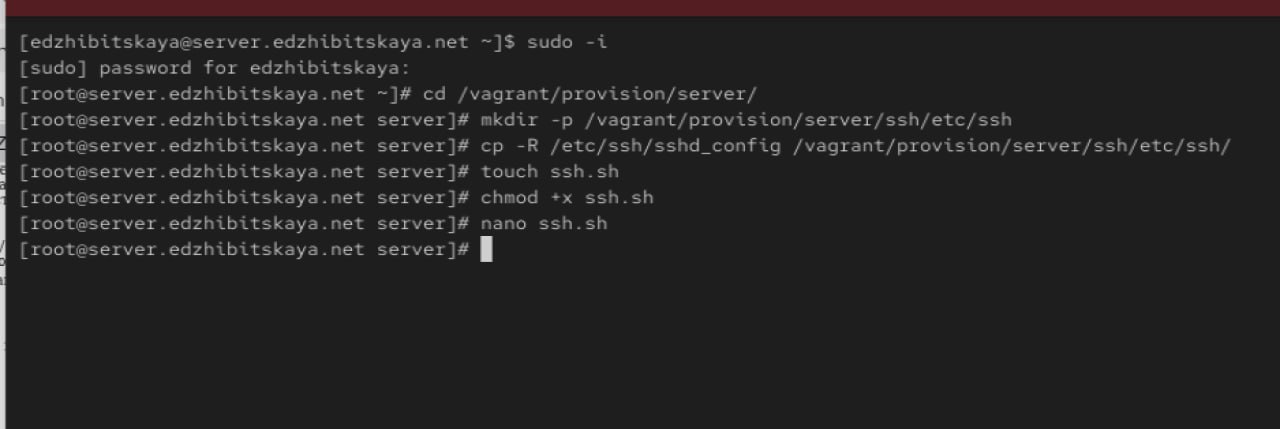 [edzhibitskaya@server.edzhibitskaya.net ~]$ sudo -i
[sudo] password for edzhibitskaya:
[root@server.edzhibitskaya.net ~]# cd /vagrant/provision/server/
[root@server.edzhibitskaya.net server]# mkdir -p /vagrant/provision/server/ssh/etc/ssh
[root@server.edzhibitskaya.net server]# cp -R /etc/ssh/sshd_config /vagrant/provision/server/ssh/etc/ssh/
[root@server.edzhibitskaya.net server]# touch ssh.sh
[root@server.edzhibitskaya.net server]# chmod +x ssh.sh
[root@server.edzhibitskaya.net server]# nano ssh.sh
[root@server.edzhibitskaya.net server]#